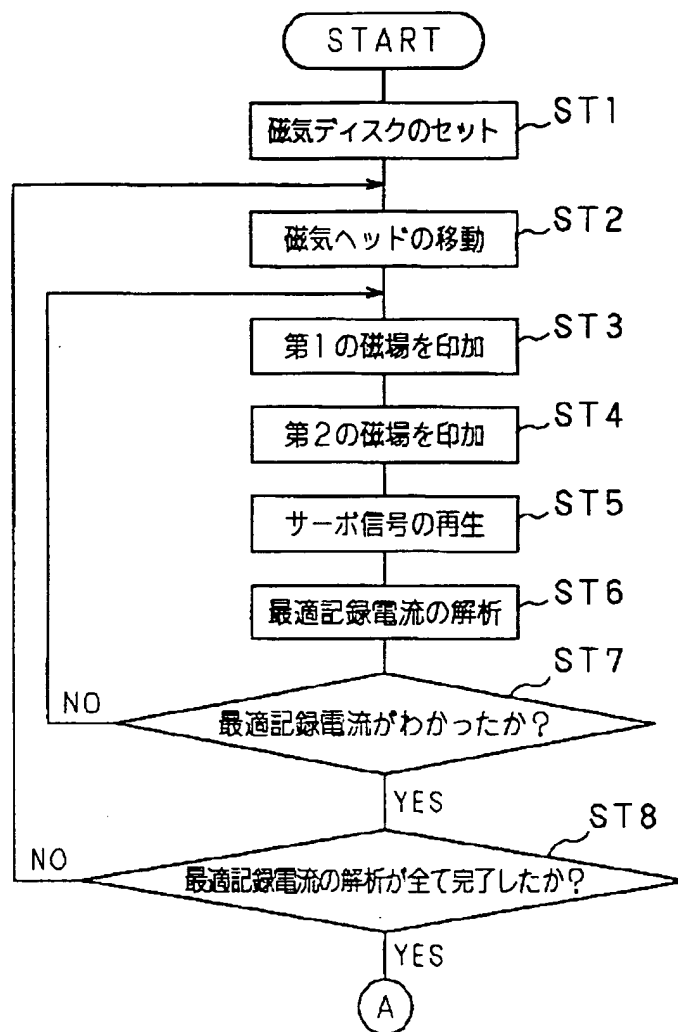 START
磁気ディスクのセット
ST1
磁気ヘッドの移動
ST2
第1の磁場を印加
ST3
第2の磁場を印加
ST4
サーボ信号の再生
ST5
最適記録電流の解析
ST6
ST7
NO
最適記録電流がわかったか?
YES
ST8
NO
最適記録電流の解析が全て完了したか?
YES
A